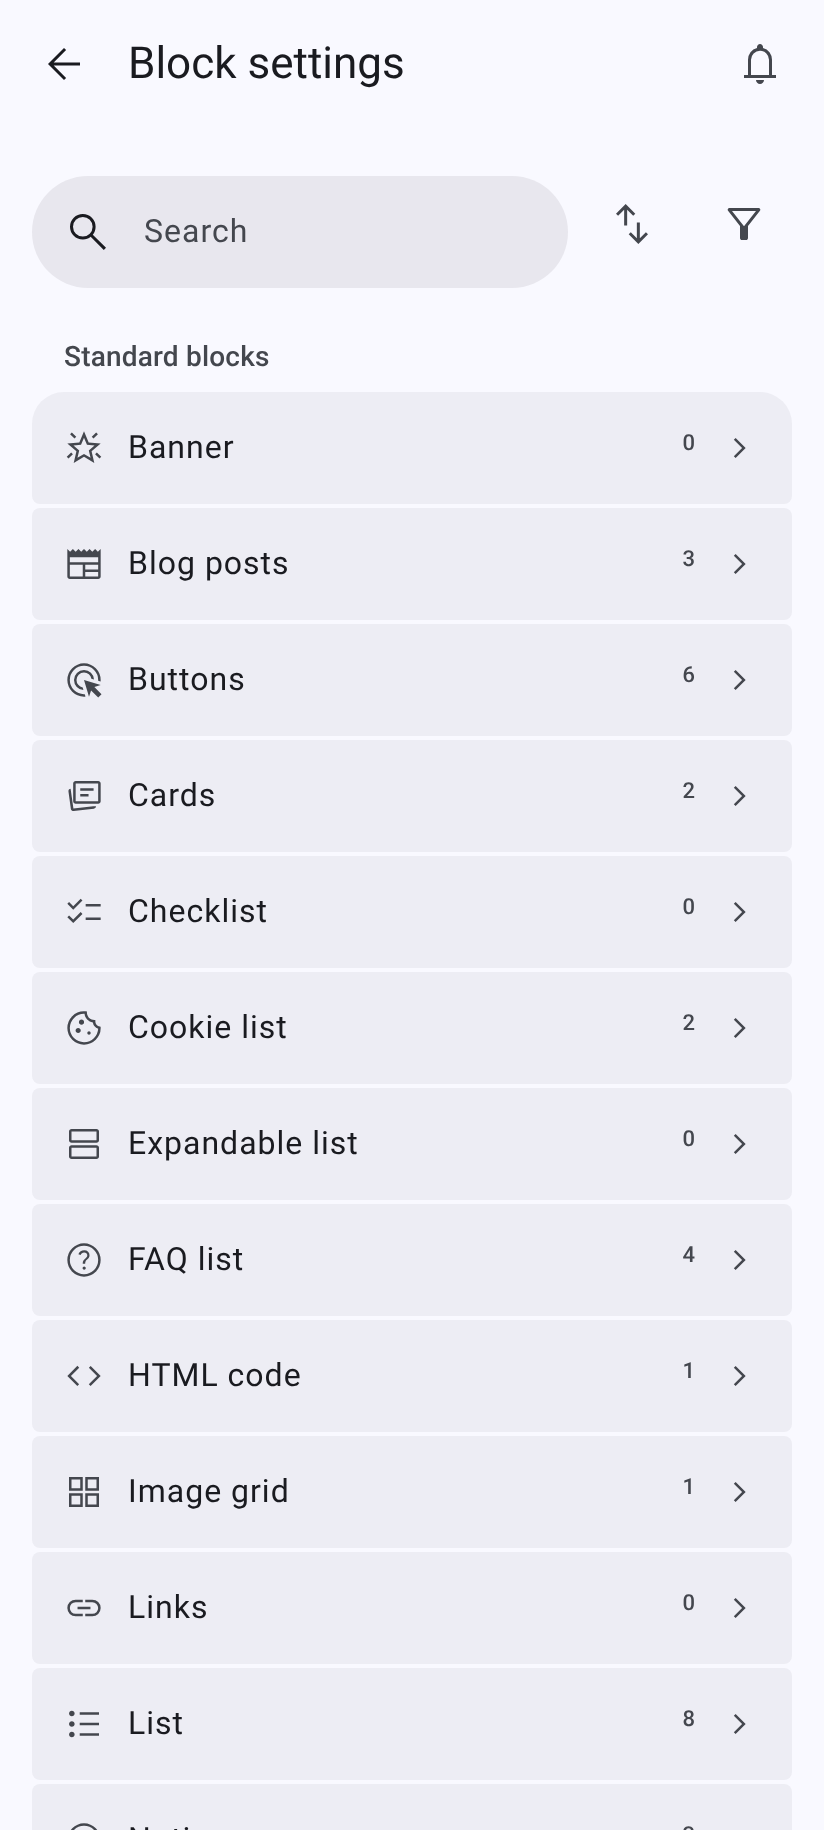 Block settings
Search
Standard blocks
Banner 0
Blog posts 3
Buttons 6
Cards 2
Checklist 0
Cookie list 2
Expandable list 0
FAQ list 4
HTML code 1
Image grid 1
Links 0
List 8